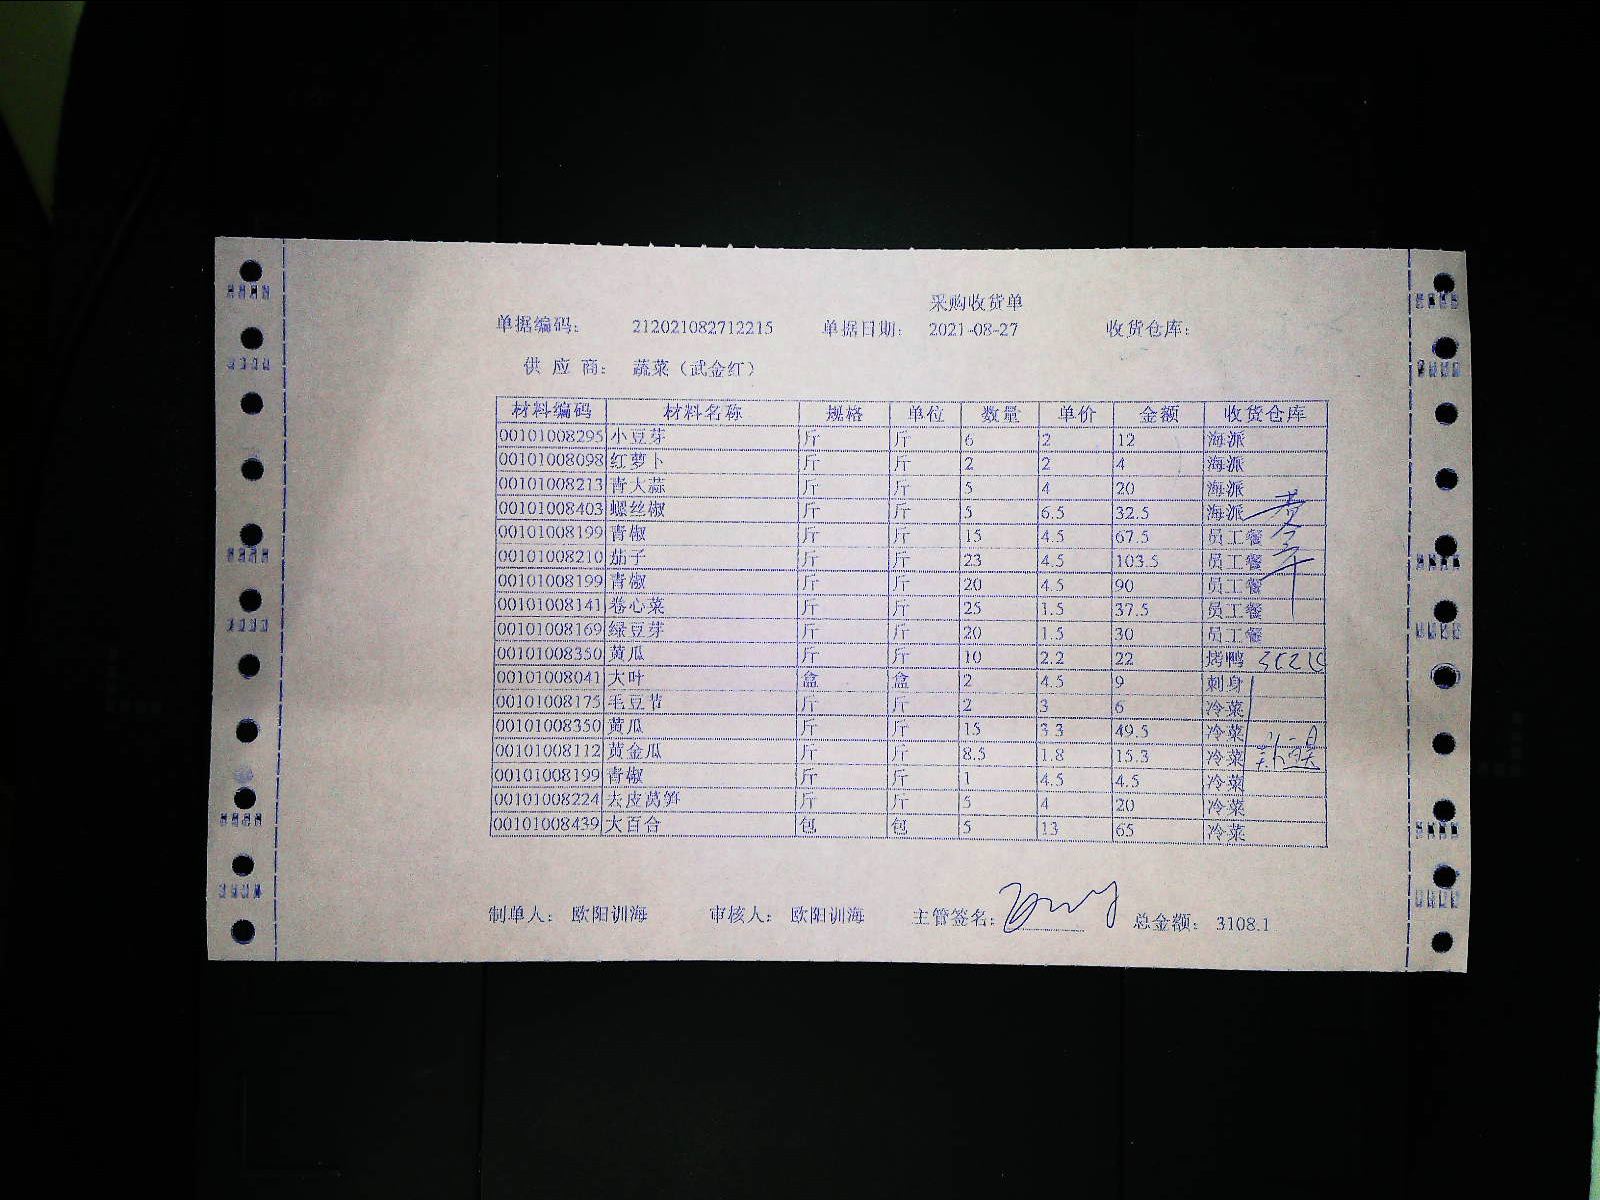 采购收货单
单据编码: 212021082712215 单据日期: 2021-08-27 收货仓库:
供 应 商: 蔬菜（武金红）
材料编码 材料名称 规格 单位 数量 单价 金额 收货仓库
00101008295 小豆芽 斤 斤 6 2 12 海派
00101008098 红萝卜 斤 斤 2 2 4 海派
00101008213 青大蒜 斤 斤 5 4 20 海派
00101008403 螺丝椒 斤 斤 5 6.5 32.5 海派
00101008199 青椒 斤 斤 15 4.5 67.5 员工餐
00101008210 茄子 斤 斤 23 4.5 103.5 员工餐
00101008199 青椒 斤 斤 20 4.5 90 员工餐
00101008141 卷心菜 斤 斤 25 1.5 37.5 员工餐
00101008169 绿豆芽 斤 斤 20 1.5 30 员工餐
00101008350 黄瓜 斤 斤 10 2.2 22 烤鸭
00101008041 大叶 盒 盒 2 4.5 9 刺身
00101008175 毛豆节 斤 斤 2 3 6 冷菜
00101008350 黄瓜 斤 斤 15 3.3 49.5 冷菜
00101008112 黄金瓜 斤 斤 8.5 1.8 15.3 冷菜
00101008199 青椒 斤 斤 1 4.5 4.5 冷菜
00101008224 去皮莴笋 斤 斤 5 4 20 冷菜
00101008439 大百合 包 包 5 13 65 冷菜
制单人: 欧阳训海 审核人: 欧阳训海 主管签名: 总金额: 3108.1